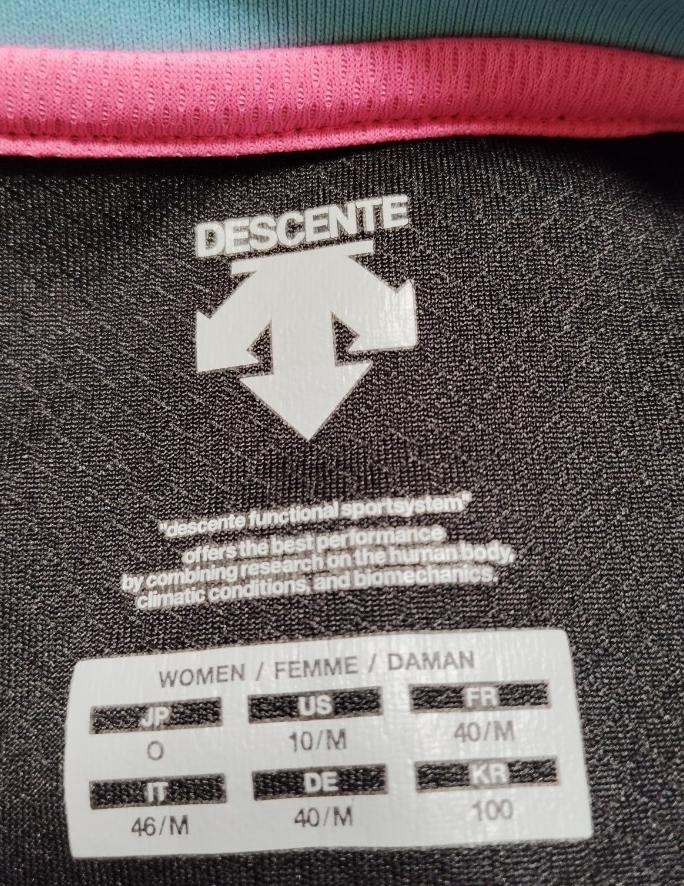 DESCENTE
"descente functional sportsystem"
offers the best performance
by combining research on the human body,
climatic conditions, and biomechanics.
WOMEN / FEMME / DAMAN
JP US FR
O 10/M 40/M
IT DE KR
46/M 40/M 100